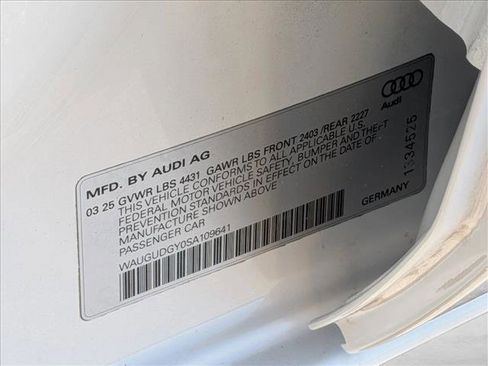 Audi
MFD. BY AUDI AG
03 25 GVWR LBS 4431 GAWR LBS FRONT 2403 /REAR 2227
THIS VEHICLE CONFORMS TO ALL APPLICABLE U.S.
FEDERAL MOTOR VEHICLE SAFETY, BUMPER AND THEFT
PREVENTION STANDARDS IN EFFECT ON THE DATE OF
MANUFACTURE SHOWN ABOVE
PASSENGER CAR
WAUGUDGY0SA109641
GERMANY
1334525